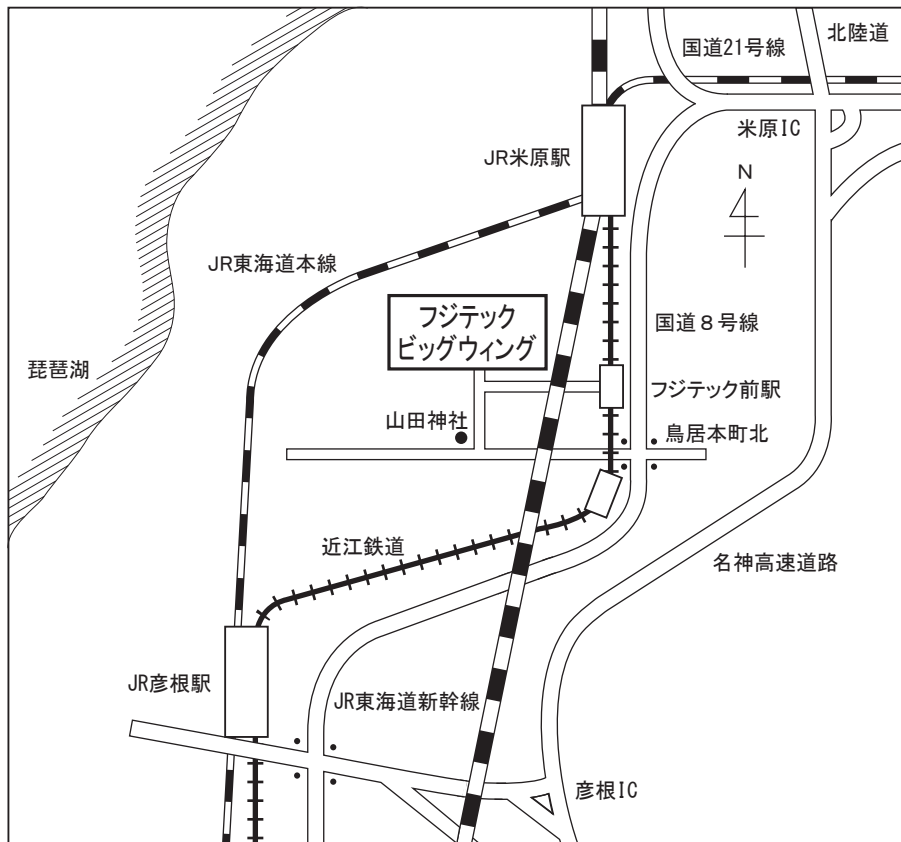 北陸道
国道21号線
米原IC
JR米原駅
N
JR東海道本線
フジテック
ビッグウィング
国道８号線
琵琶湖
フジテック前駅
山田神社
鳥居本町北
近江鉄道
名神高速道路
JR彦根駅
JR東海道新幹線
彦根IC